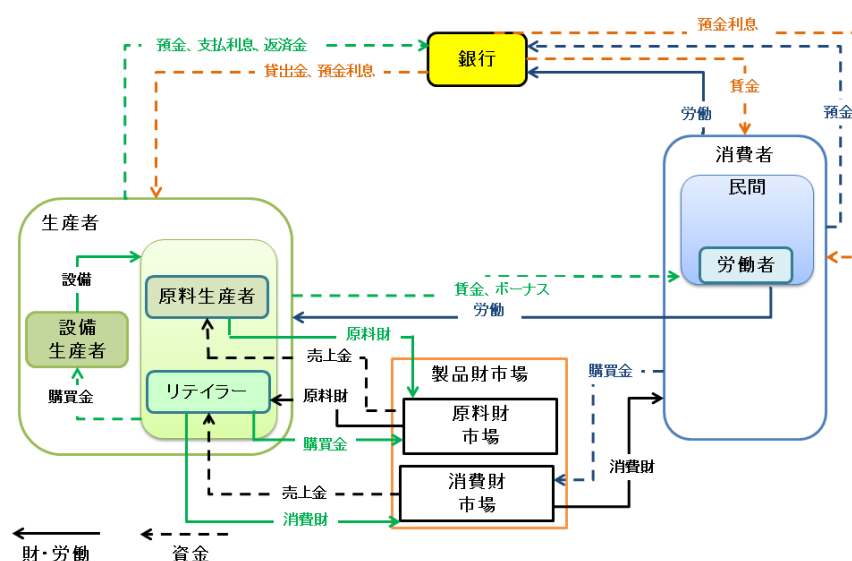 預金利息
預金、支払利息、返済金
銀行
貸出金、預金利息
賃金
労働
預金
消費者
民間
労働者
生産者
設備
原料生産者
賃金、ボーナス
労働
設備
生産者
原料財
売上金
製品財市場
購買金
購買金
リテイラー
原料財
原料財
市場
購買金
消費財
売上金
消費財
市場
消費財
財・労働
資金